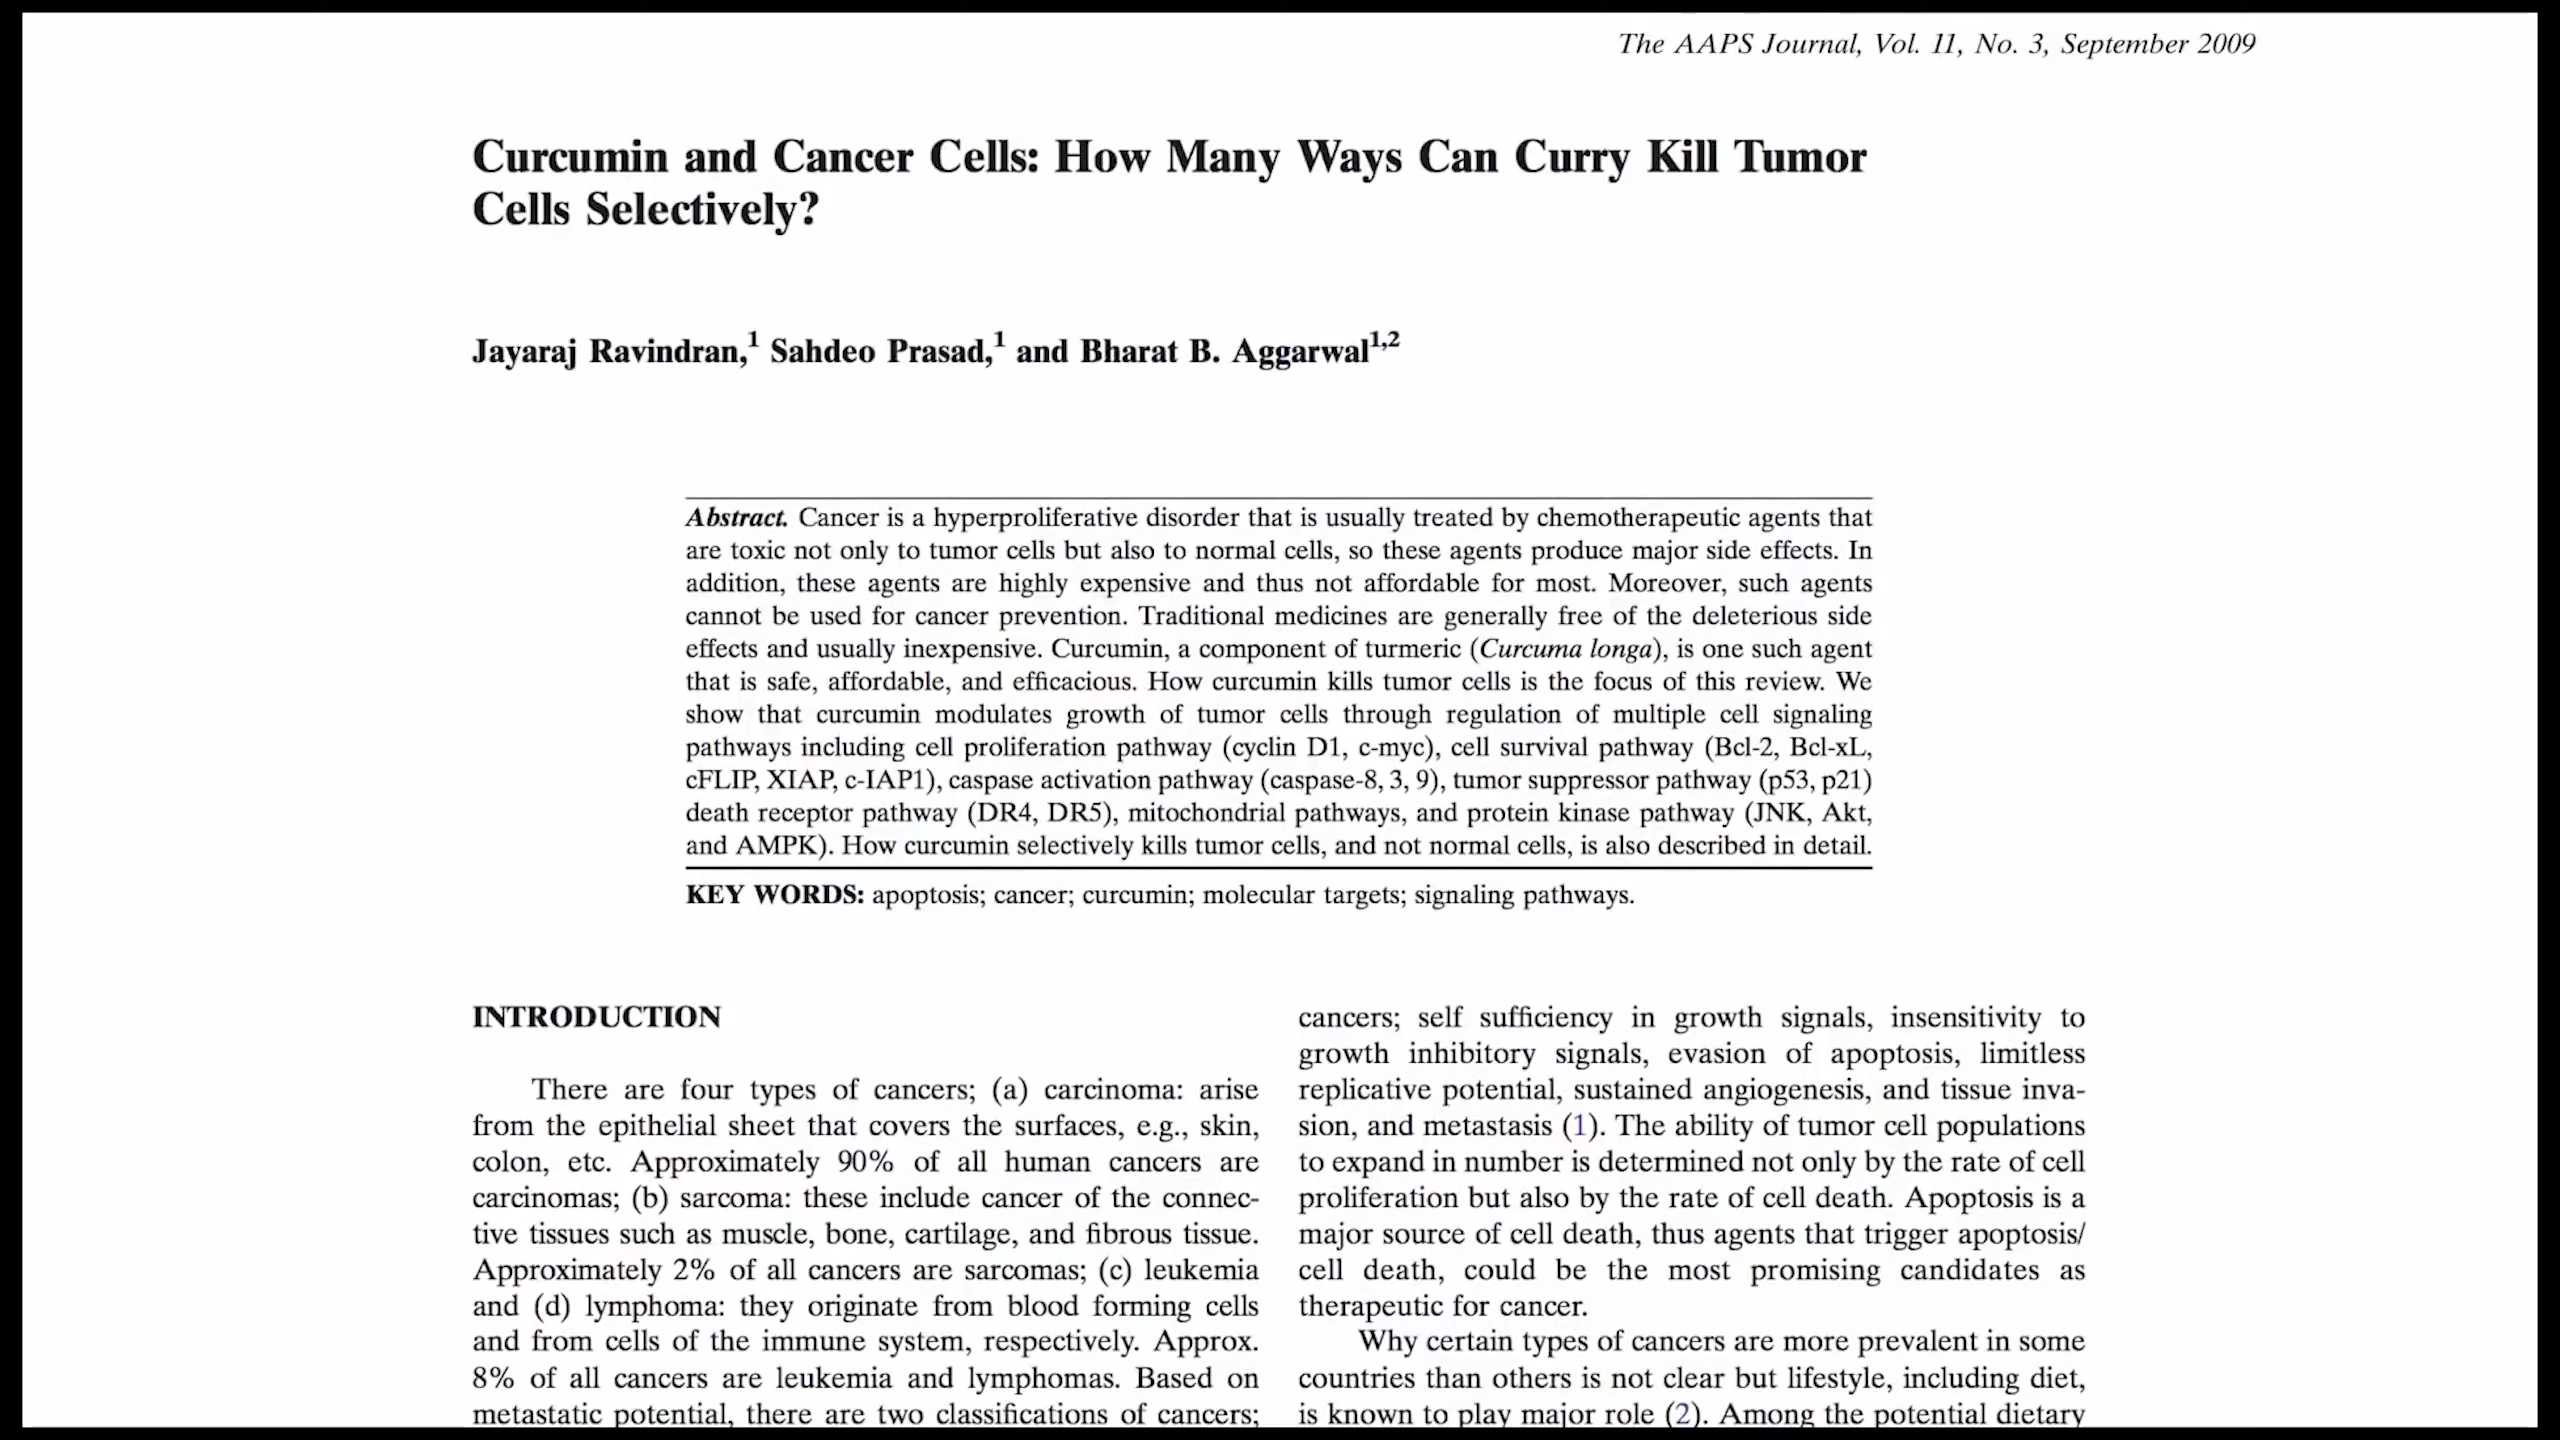 The AAPS Journal, Vol. 11, No. 3, September 2009
Curcumin and Cancer Cells: How Many Ways Can Curry Kill Tumor
Cells Selectively?
Jayaraj Ravindran,1 Sahdeo Prasad,1 and Bharat B. Aggarwal1,2
Abstract. Cancer is a hyperproliferative disorder that is usually treated by chemotherapeutic agents that
are toxic not only to tumor cells but also to normal cells, so these agents produce major side effects. In
addition, these agents are highly expensive and thus not affordable for most. Moreover, such agents
cannot be used for cancer prevention. Traditional medicines are generally free of the deleterious side
effects and usually inexpensive. Curcumin, a component of turmeric (Curcuma longa), is one such agent
that is safe, affordable, and efficacious. How curcumin kills tumor cells is the focus of this review. We
show that curcumin modulates growth of tumor cells through regulation of multiple cell signaling
pathways including cell proliferation pathway (cyclin D1, c-myc), cell survival pathway (Bcl-2, Bcl-xL,
cFLIP, XIAP, c-IAP1), caspase activation pathway (caspase-8, 3, 9), tumor suppressor pathway (p53, p21)
death receptor pathway (DR4, DR5), mitochondrial pathways, and protein kinase pathway (JNK, Akt,
and AMPK). How curcumin selectively kills tumor cells, and not normal cells, is also described in detail.
KEY WORDS: apoptosis; cancer; curcumin; molecular targets; signaling pathways.
INTRODUCTION
There are four types of cancers; (a) carcinoma: arise
from the epithelial sheet that covers the surfaces, e.g., skin,
colon, etc. Approximately 90% of all human cancers are
carcinomas; (b) sarcoma: these include cancer of the connec-
tive tissues such as muscle, bone, cartilage, and fibrous tissue.
Approximately 2% of all cancers are sarcomas; (c) leukemia
and (d) lymphoma: they originate from blood forming cells
and from cells of the immune system, respectively. Approx.
8% of all cancers are leukemia and lymphomas. Based on
metastatic potential, there are two classifications of cancers;
cancers; self sufficiency in growth signals, insensitivity to
growth inhibitory signals, evasion of apoptosis, limitless
replicative potential, sustained angiogenesis, and tissue inva-
sion, and metastasis (1). The ability of tumor cell populations
to expand in number is determined not only by the rate of cell
proliferation but also by the rate of cell death. Apoptosis is a
major source of cell death, thus agents that trigger apoptosis/
cell death, could be the most promising candidates as
therapeutic for cancer.
Why certain types of cancers are more prevalent in some
countries than others is not clear but lifestyle, including diet,
is known to play major role (2). Among the potential dietary